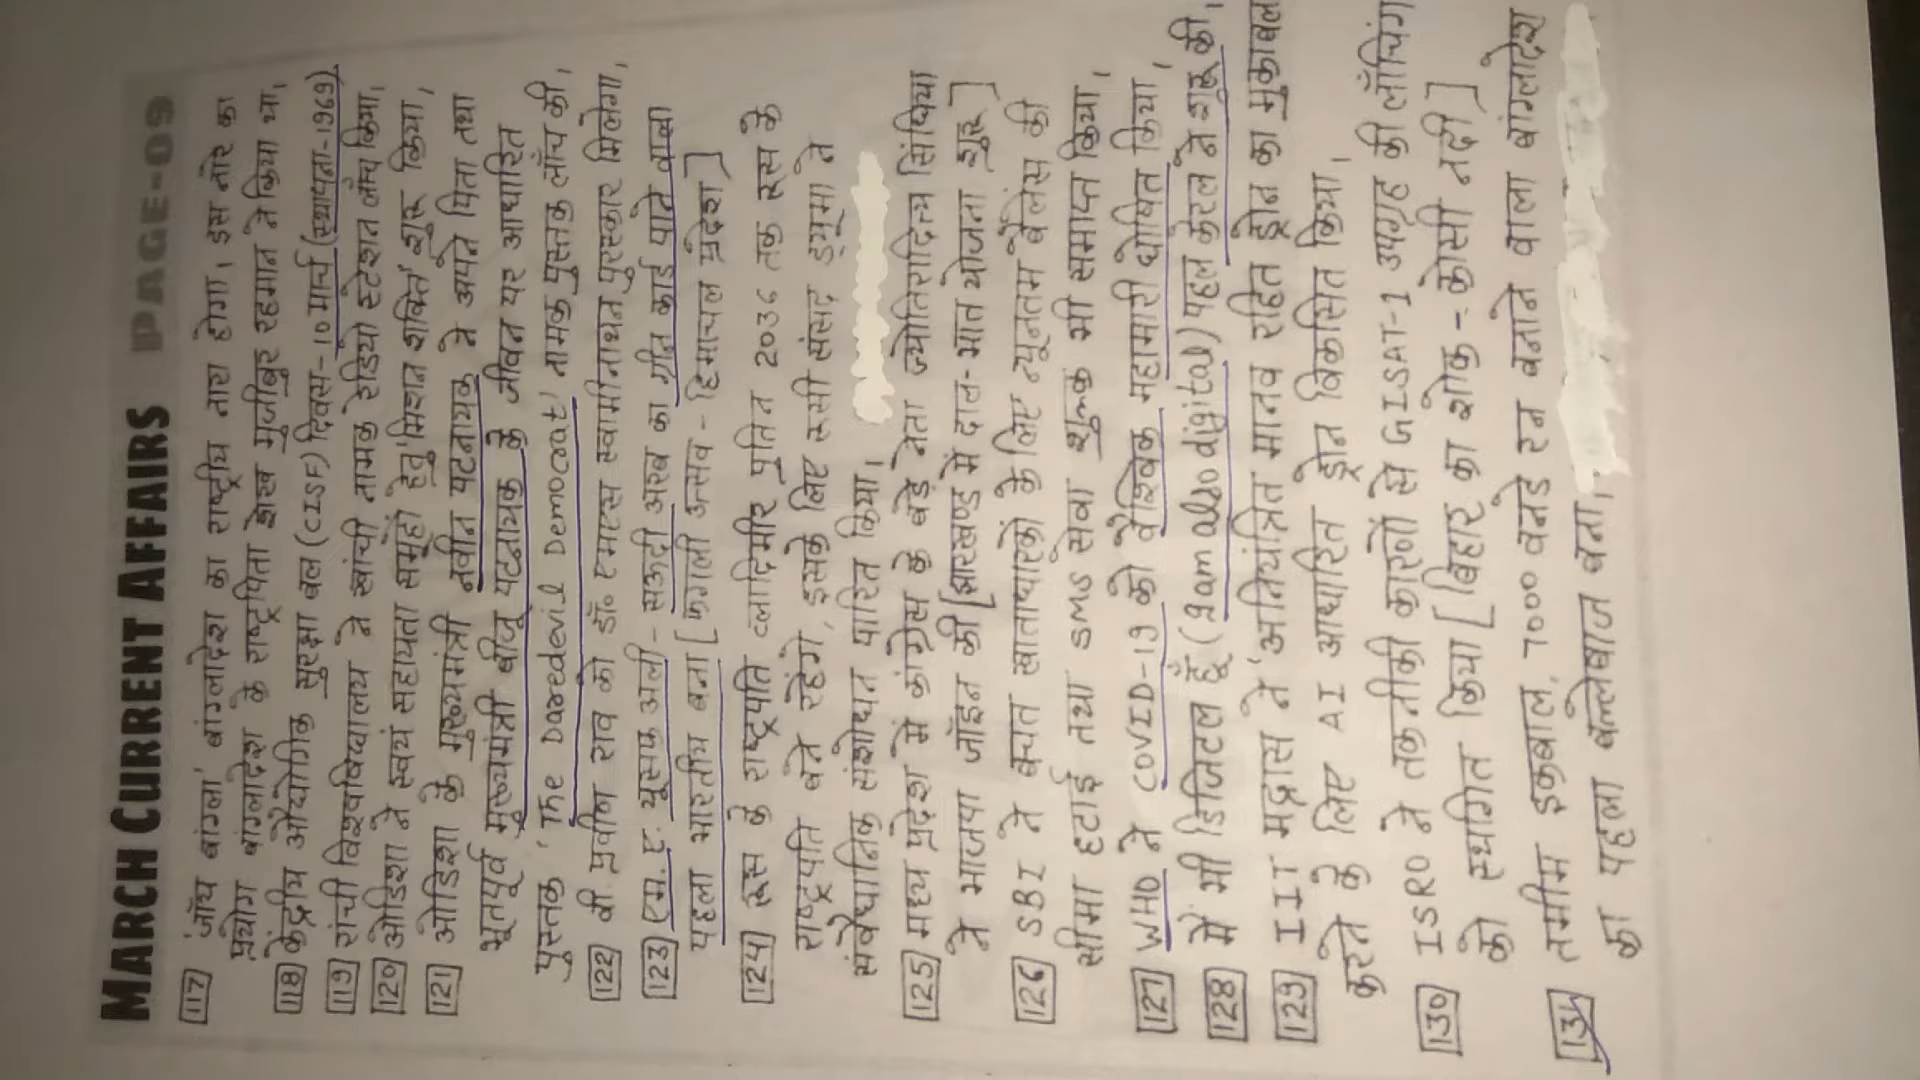 MARCH CURRENT AFFAIRS PAGE-09
117 'जॉय बांग्ला' बांग्लादेश का राष्ट्रीय नारा होगा। इस नारे का
प्रयोग बंगलादेश के राष्ट्रपिता शेख मुजीबुर रहमान ने किया था।
118 केंद्रीय औद्योगिक सुरक्षा बल (CISF) दिवस-10 मार्च (स्थापना-1969)
119 रांची विश्वविद्यालय ने खांची नामक रेडियो स्टेशन लॉंच किया।
120 ओडिशा ने स्वयं सहायता समूहों हेतु 'मिशन शक्ति' शुरू किया।
121 ओडिशा के मुख्यमंत्री नवीन पटनायक ने अपने पिता तथा
भूतपूर्व मुख्यमंत्री बीजू पटनायक के जीवन पर आधारित
पुस्तक 'The Daredevil Democrat' नामक पुस्तक लॉंच की।
122 वी प्रवीण राव को डॉ० एमएस स्वामीनाथन पुरस्कार मिलेगा।
123 एम. ए. यूसुफ अली - सऊदी अरब का ग्रीन कार्ड पाने वाला
पहला भारतीय बना [फगली उत्सव - हिमाचल प्रदेश]
124 रूस के राष्ट्रपति व्लादिमीर पुतिन 2036 तक रूस के
राष्ट्रपति बने रहेंगे, इसके लिए रूसी संसद ड्यूमा ने
संवैधानिक संशोधन पारित किया।
125 मध्य प्रदेश में कांग्रेस के बड़े नेता ज्योतिरादित्य सिंधिया
ने भाजपा जॉइन की [झारखण्ड में दाल-भात योजना शुरू]
126 SBI ने बचत खाताधारकों के लिए न्यूनतम बैलेंस की
सीमा हटाई तथा SMS सेवा शुल्क भी समाप्त किया।
127 WHO ने COVID-19 को वैश्विक महामारी घोषित किया।
128 मैं भी डिजिटल हूँ (I am also digital) पहल केरल ने शुरू की।
129 IIT मद्रास ने 'अनियंत्रित मानव रहित ड्रोन का मुकाबला
करने के लिए AI आधारित ड्रोन विकसित किया।
130 ISRO ने तकनीकी कारणों से GISAT-1 उपग्रह की लॉंचिंग
को स्थगित किया [बिहार का शोक - कोसी नदी]
131 तमीम इकबाल, 7000 वनडे रन बनाने वाला बांग्लादेश
का पहला बल्लेबाज बना।